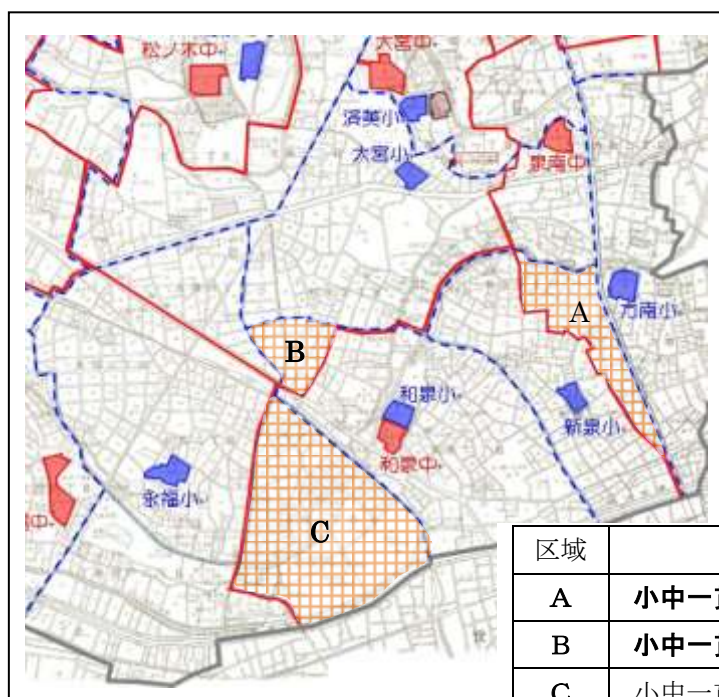 松ノ木中
大宮中
済美小
大宮小
泉南中
方南小
A
B
和泉小
和泉中
新泉小
永福小
C
中
区域
A 小中一
B 小中一
C 小中一